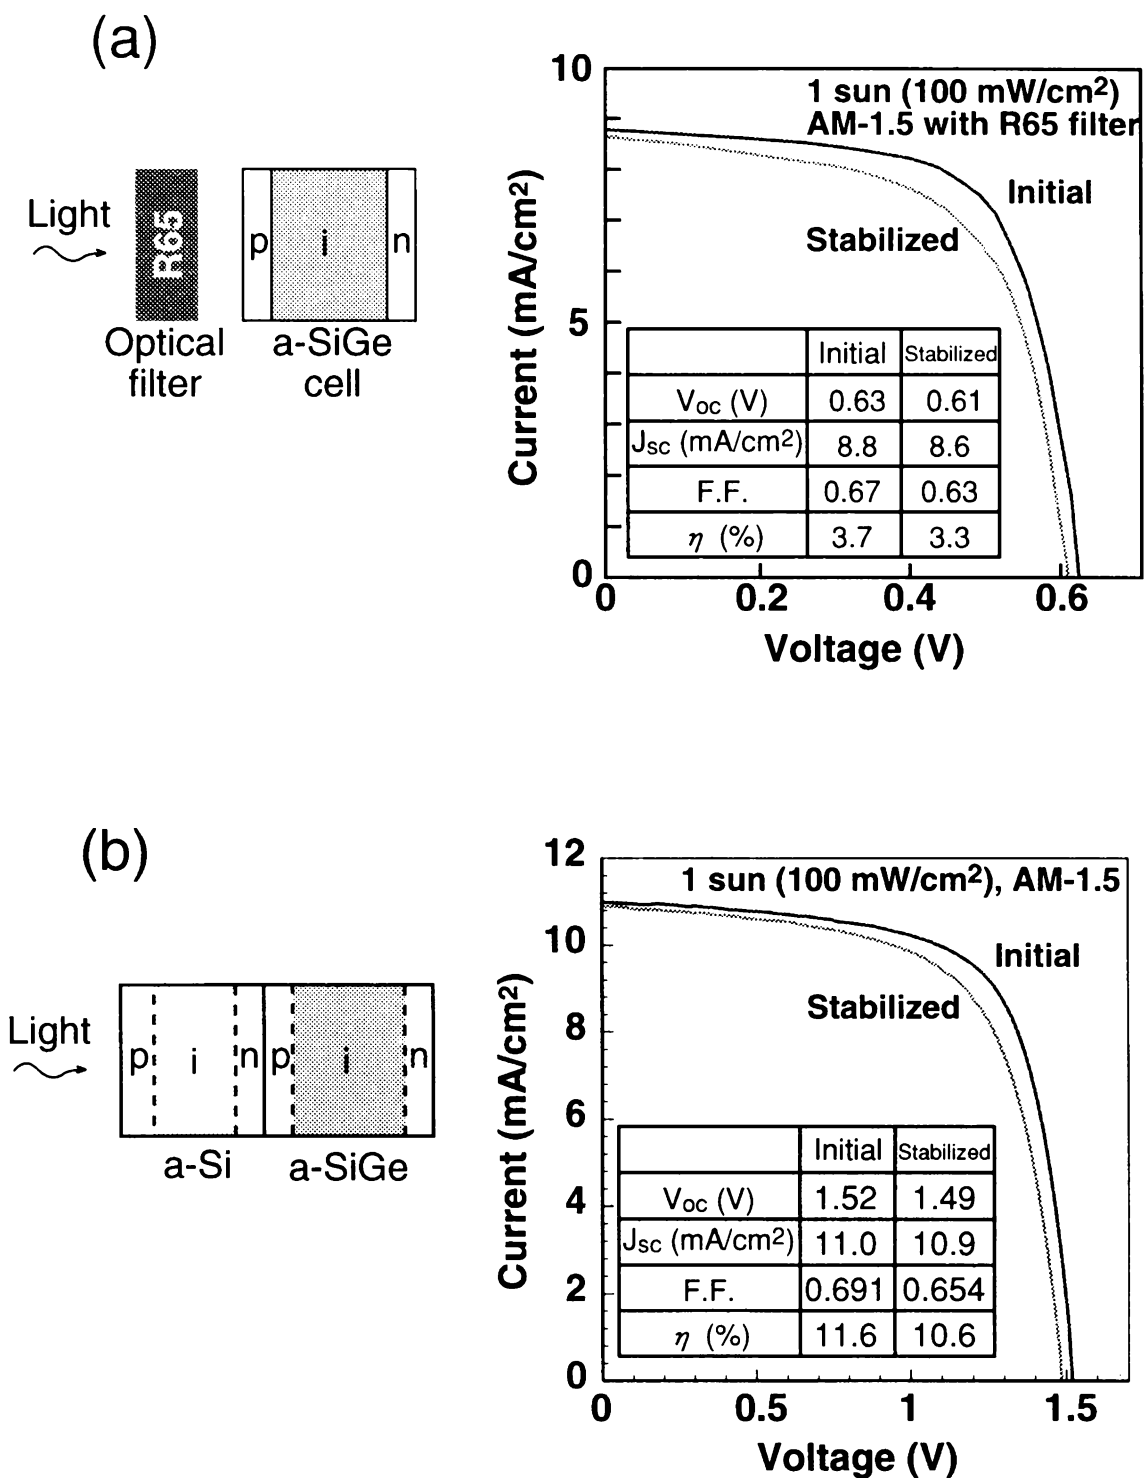 (a)
Light
R65
p i n
Optical
filter
a-SiGe
cell
1 sun (100 mW/cm²)
AM-1.5 with R65 filter
Initial
Stabilized
Current (mA/cm²)
10
5
0
Initial Stabilized
Voc (V) 0.63 0.61
Jsc (mA/cm²) 8.8 8.6
F.F. 0.67 0.63
η (%) 3.7 3.3
0 0.2 0.4 0.6
Voltage (V)
(b)
Light
p i n p i n
a-Si a-SiGe
1 sun (100 mW/cm²), AM-1.5
Initial
Stabilized
Current (mA/cm²)
12
10
8
6
4
2
0
Initial Stabilized
Voc (V) 1.52 1.49
Jsc (mA/cm²) 11.0 10.9
F.F. 0.691 0.654
η (%) 11.6 10.6
0 0.5 1 1.5
Voltage (V)